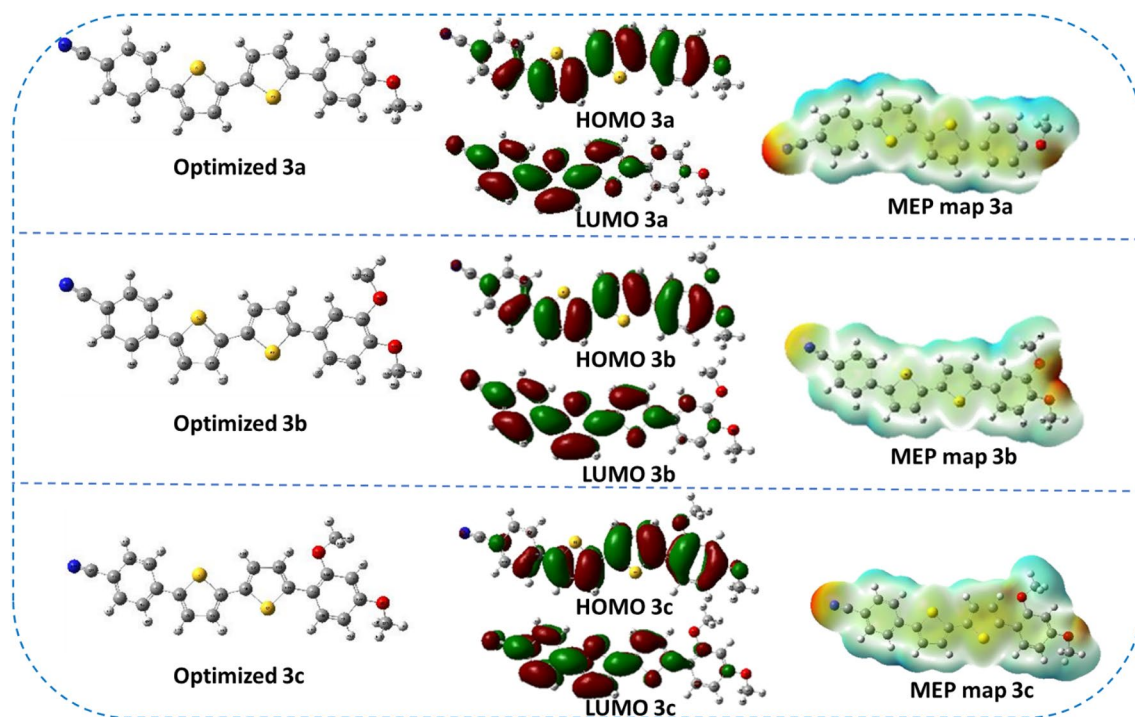 Optimized 3a
HOMO 3a
LUMO 3a
MEP map 3a
Optimized 3b
HOMO 3b
LUMO 3b
MEP map 3b
Optimized 3c
HOMO 3c
LUMO 3c
MEP map 3c